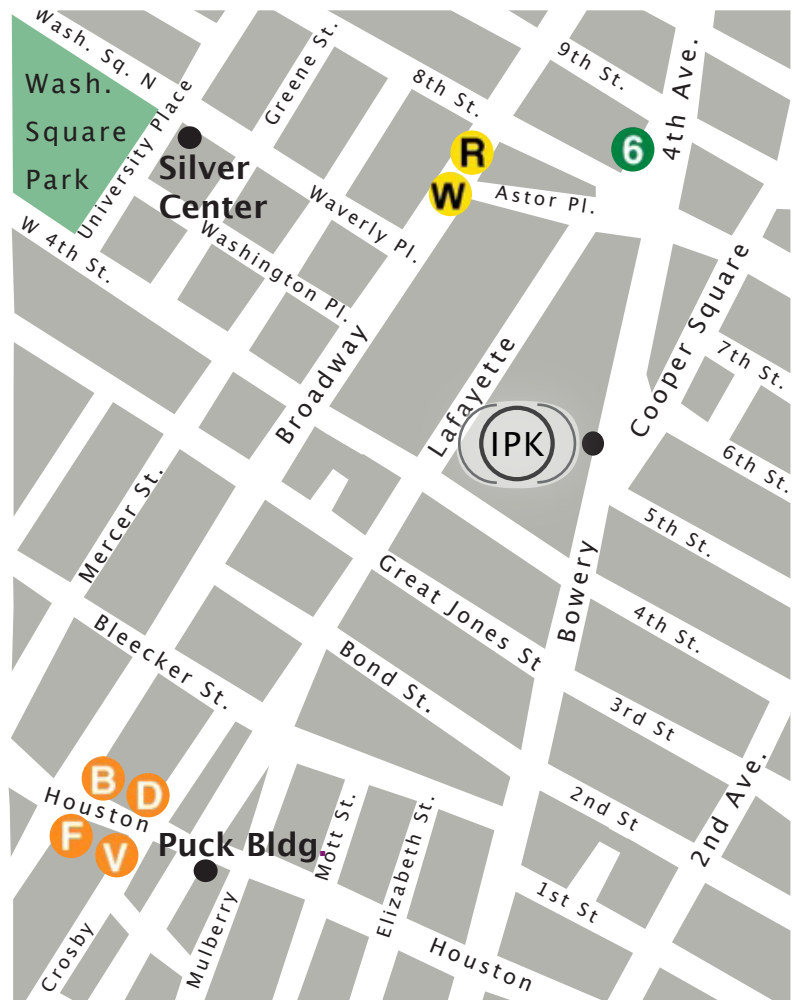 Wash. Sq. N
Wash.
Square
Park
University Place
Greene St.
8th St.
9th St.
4th Ave.
R
W
6
Silver
Center
Astor Pl.
Waverly Pl.
Washington Pl.
W 4th St.
Broadway
Lafayette
Cooper Square
7th St.
6th St.
IPK
Mercer St.
5th St.
Bowery
Great Jones St
4th St.
Bleecker St.
Bond St.
3rd St
2nd Ave.
B
D
F
V
Houston
Puck Bldg.
Mott St.
Elizabeth St.
2nd St
1st St
Crosby
Mulberry
Houston